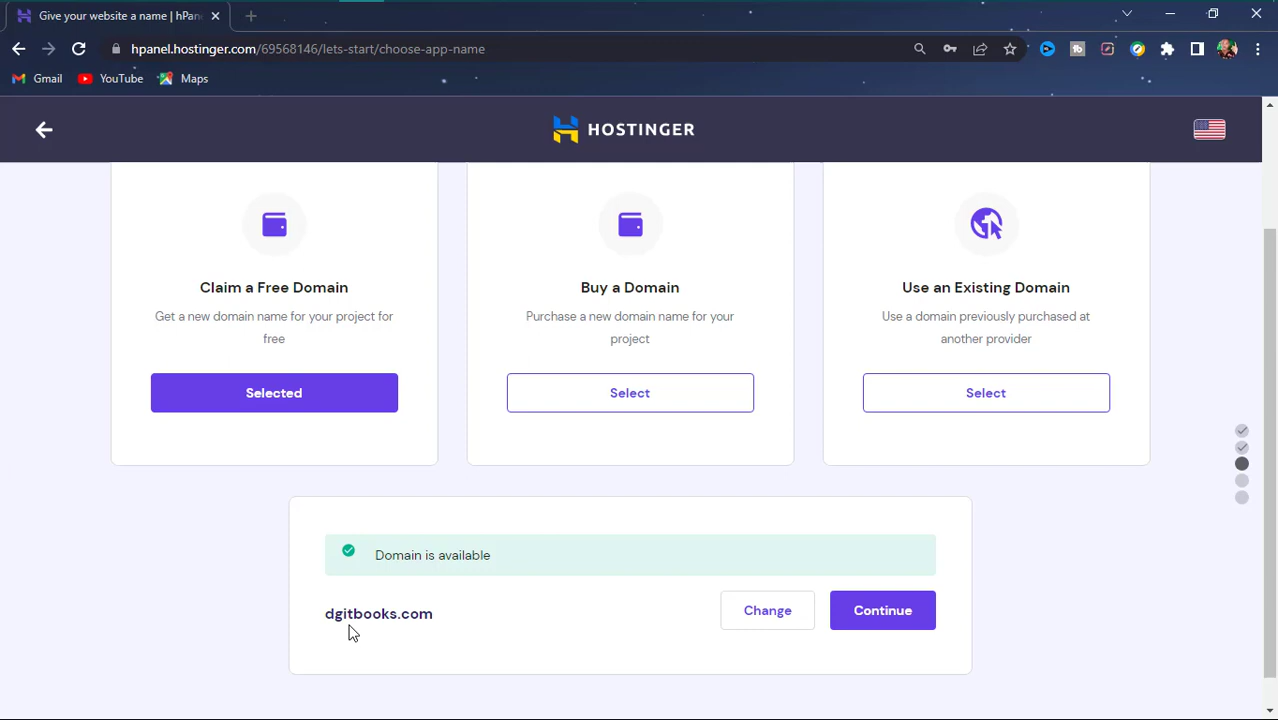 Give your website a name | hPan
hpanel.hostinger.com/69568146/lets-start/choose-app-name
Gmail YouTube Maps
HOSTINGER
Claim a Free Domain
Get a new domain name for your project for
free
Selected
Buy a Domain
Purchase a new domain name for your
project
Select
Use an Existing Domain
Use a domain previously purchased at
another provider
Select
Domain is available
dgitbooks.com
Change
Continue